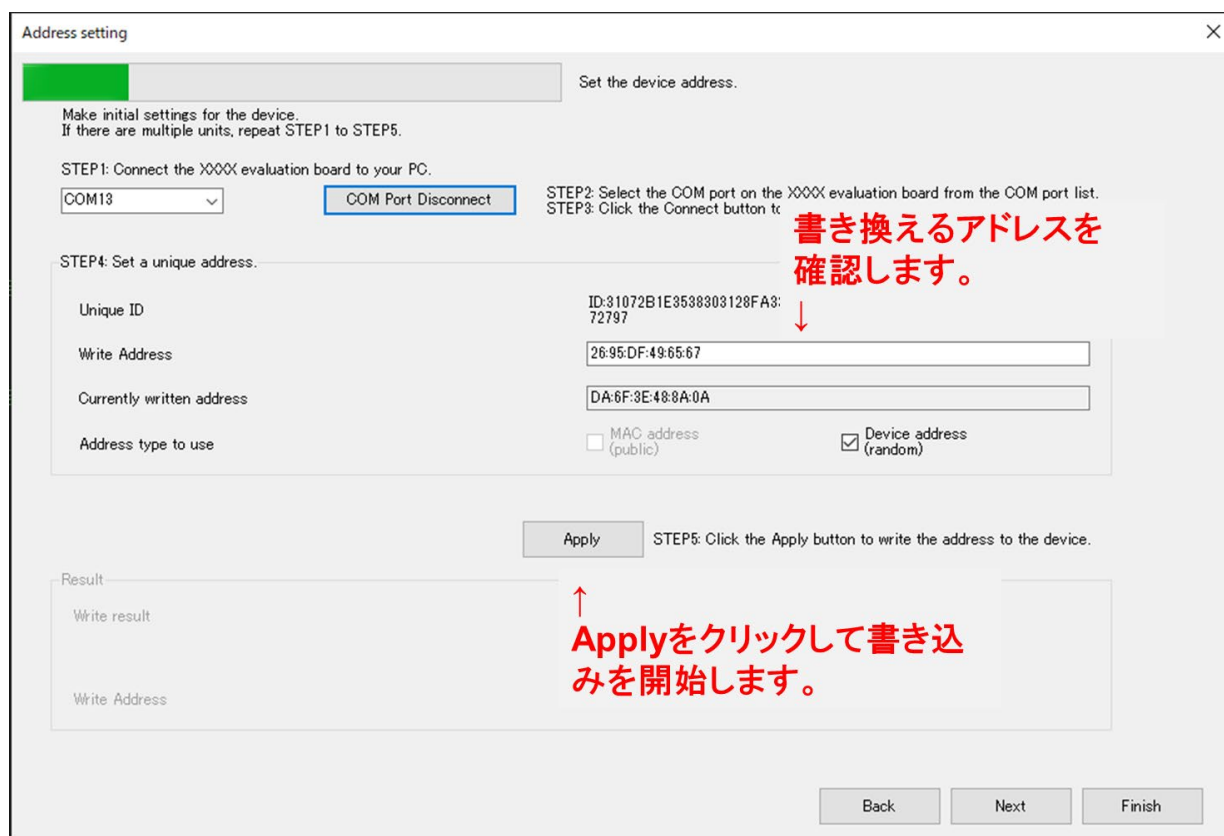 Address setting
Set the device address.
Make initial settings for the device.
If there are multiple units, repeat STEP1 to STEP5.
STEP1: Connect the XXXX evaluation board to your PC.
COM13
COM Port Disconnect
STEP2: Select the COM port on the XXXX evaluation board from the COM port list.
STEP3: Click the Connect button to
書き換えるアドレスを
確認します。
↓
STEP4: Set a unique address.
Unique ID
ID:31072B1E3538303128FA33
72797
Write Address
26:95:DF:49:65:67
Currently written address
DA:6F:3E:48:8A:0A
Address type to use
MAC address
(public)
Device address
(random)
Apply
STEP5: Click the Apply button to write the address to the device.
↑
Applyをクリックして書き込
みを開始します。
Result
Write result
Write Address
Back
Next
Finish